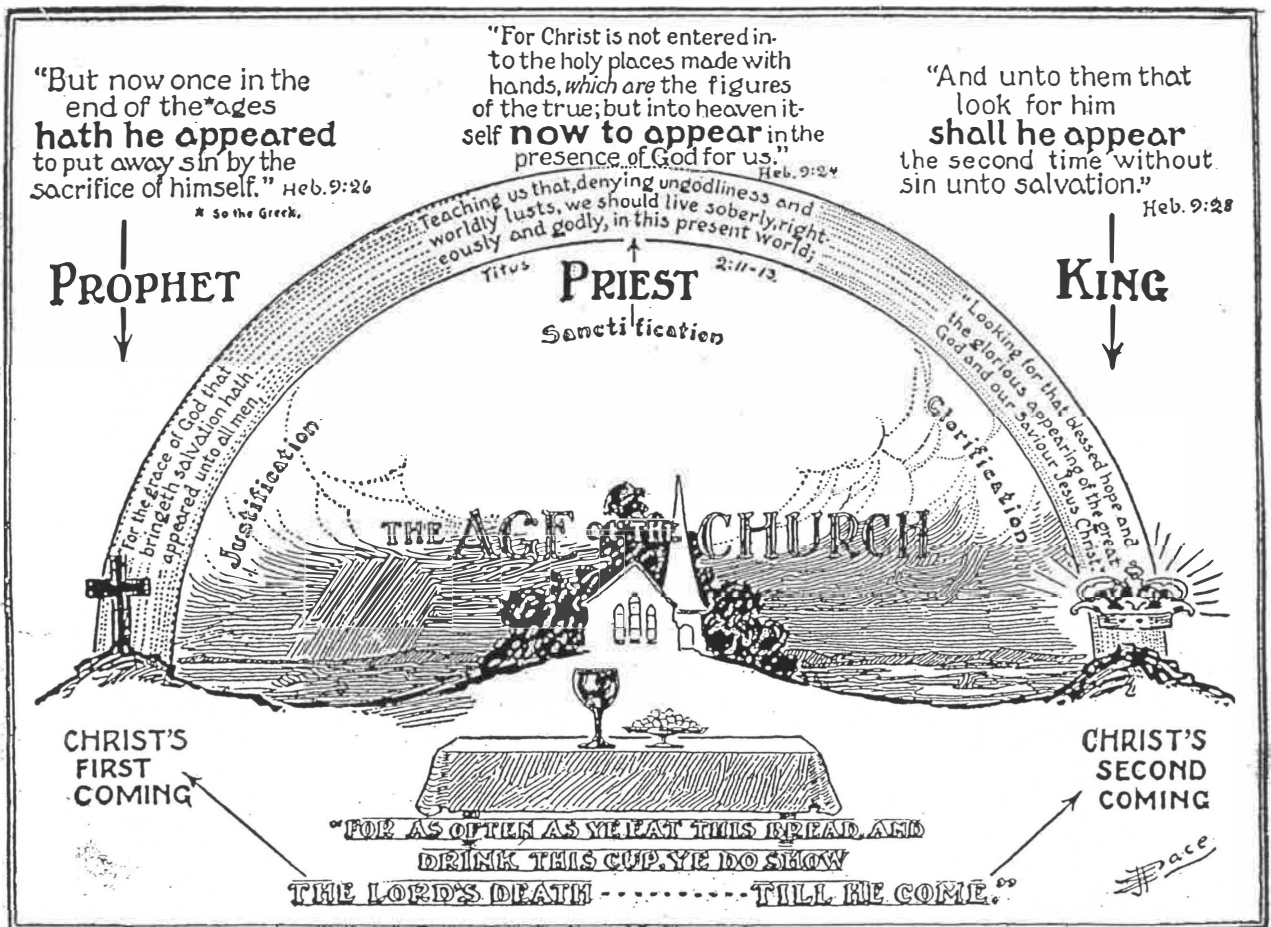 "But now once in the
end of the *ages
hath he appeared
to put away sin by the
sacrifice of himself." Heb. 9:26
* So the Greek.
"For Christ is not entered in-
to the holy places made with
hands, which are the figures
of the true; but into heaven it-
self now to appear in the
presence of God for us."
Heb. 9:24
"And unto them that
look for him
shall he appear
the second time without
sin unto salvation."
Heb. 9:28
PROPHET
PRIEST
Sanctification
KING
For the grace of God that
bringeth salvation hath
appeared unto all men,
Teaching us that, denying ungodliness and
worldly lusts, we should live soberly, right-
eously and godly, in this present world;
Titus 2:11-13
"Looking for that blessed hope and
the glorious appearing of the great
God and our saviour Jesus Christ."
Justification
Glorification
THE AGE OF THE CHURCH
CHRIST'S
FIRST
COMING
CHRIST'S
SECOND
COMING
"FOR AS OFTEN AS YE EAT THIS BREAD, AND
DRINK THIS CUP, YE DO SHOW
THE LORD'S DEATH --------TILL HE COME."
EJPace